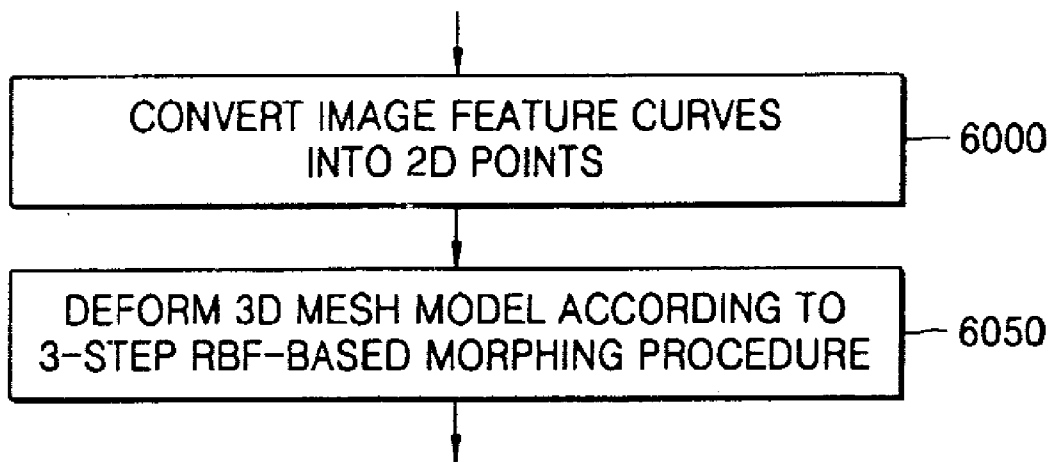 CONVERT IMAGE FEATURE CURVES
INTO 2D POINTS
6000
DEFORM 3D MESH MODEL ACCORDING TO
3-STEP RBF-BASED MORPHING PROCEDURE
6050